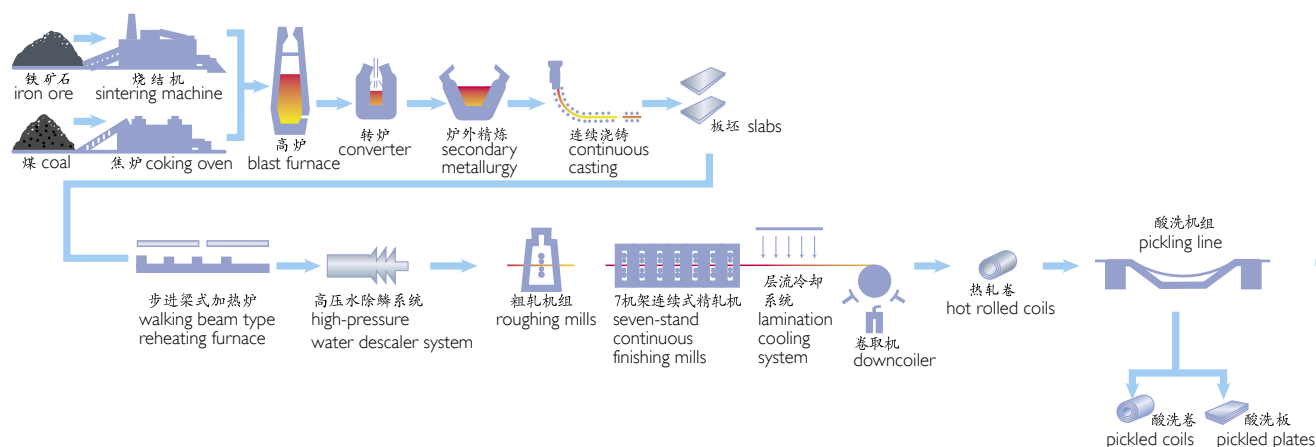 铁矿石
iron ore
烧结机
sintering machine
煤 coal
焦炉 coking oven
高炉
blast furnace
转炉
converter
炉外精炼
secondary
metallurgy
连续浇铸
continuous
casting
板坯 slabs
步进梁式加热炉
walking beam type
reheating furnace
高压水除鳞系统
high-pressure
water descaler system
粗轧机组
roughing mills
7机架连续式精轧机
seven-stand
continuous
finishing mills
层流冷却
系统
lamination
cooling
system
卷取机
downcoiler
热轧卷
hot rolled coils
酸洗机组
pickling line
酸洗卷
pickled coils
酸洗板
pickled plates